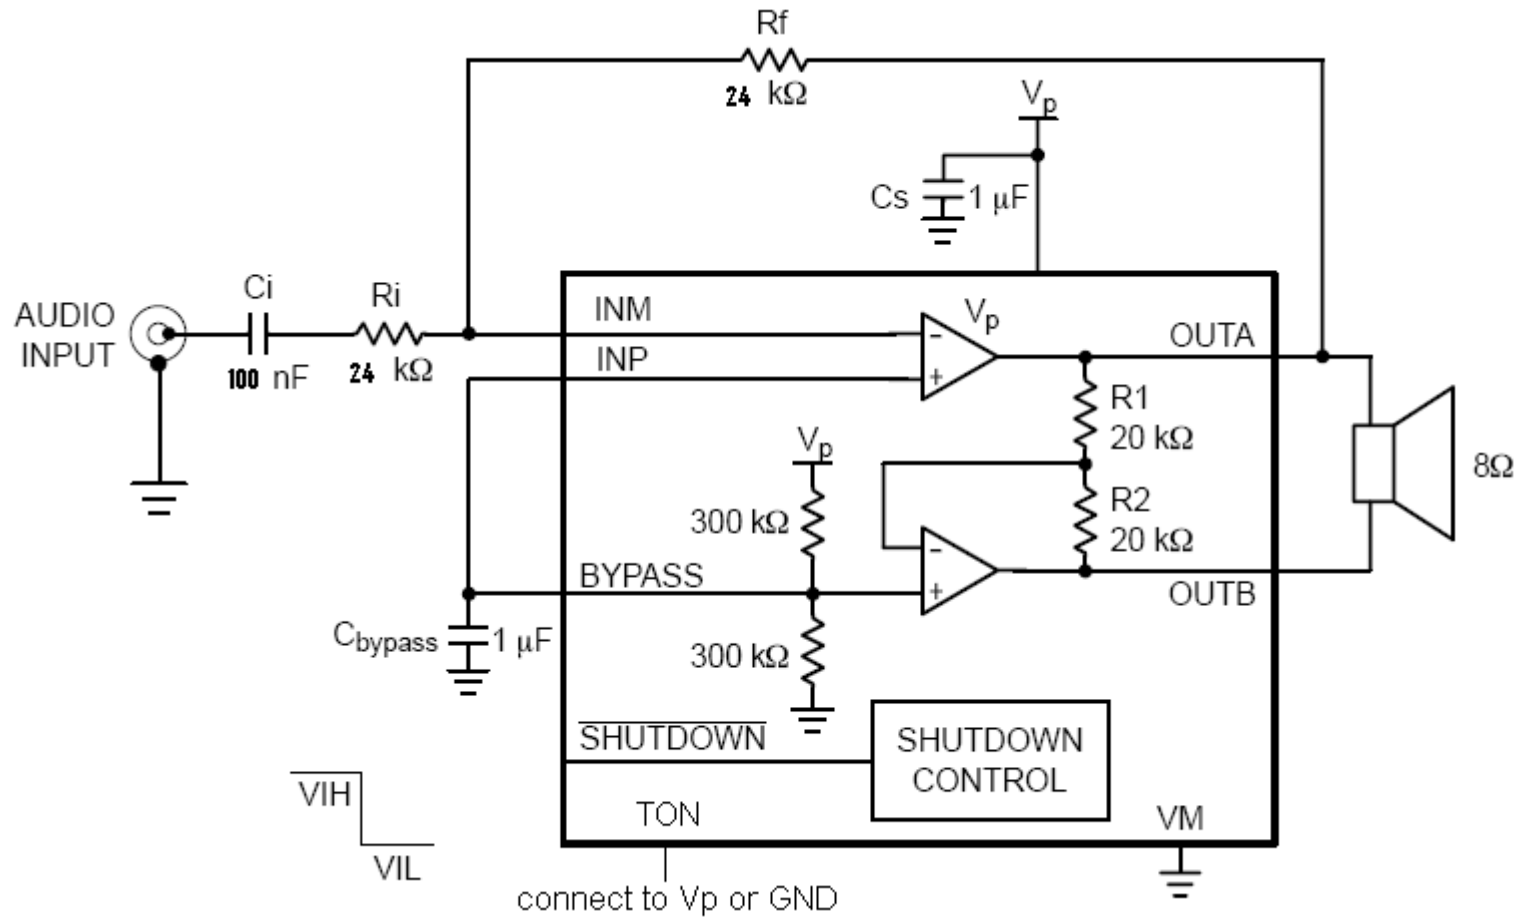 Rf
24 kΩ
Vp
Cs 1 μF
Ci
Ri
AUDIO
INPUT
100 nF
24 kΩ
INM
INP
Vp
-
+
OUTA
R1
20 kΩ
Vp
300 kΩ
R2
20 kΩ
8Ω
BYPASS
-
+
OUTB
Cbypass 1 μF
300 kΩ
SHUTDOWN
SHUTDOWN
CONTROL
VIH
VIL
TON
VM
connect to Vp or GND